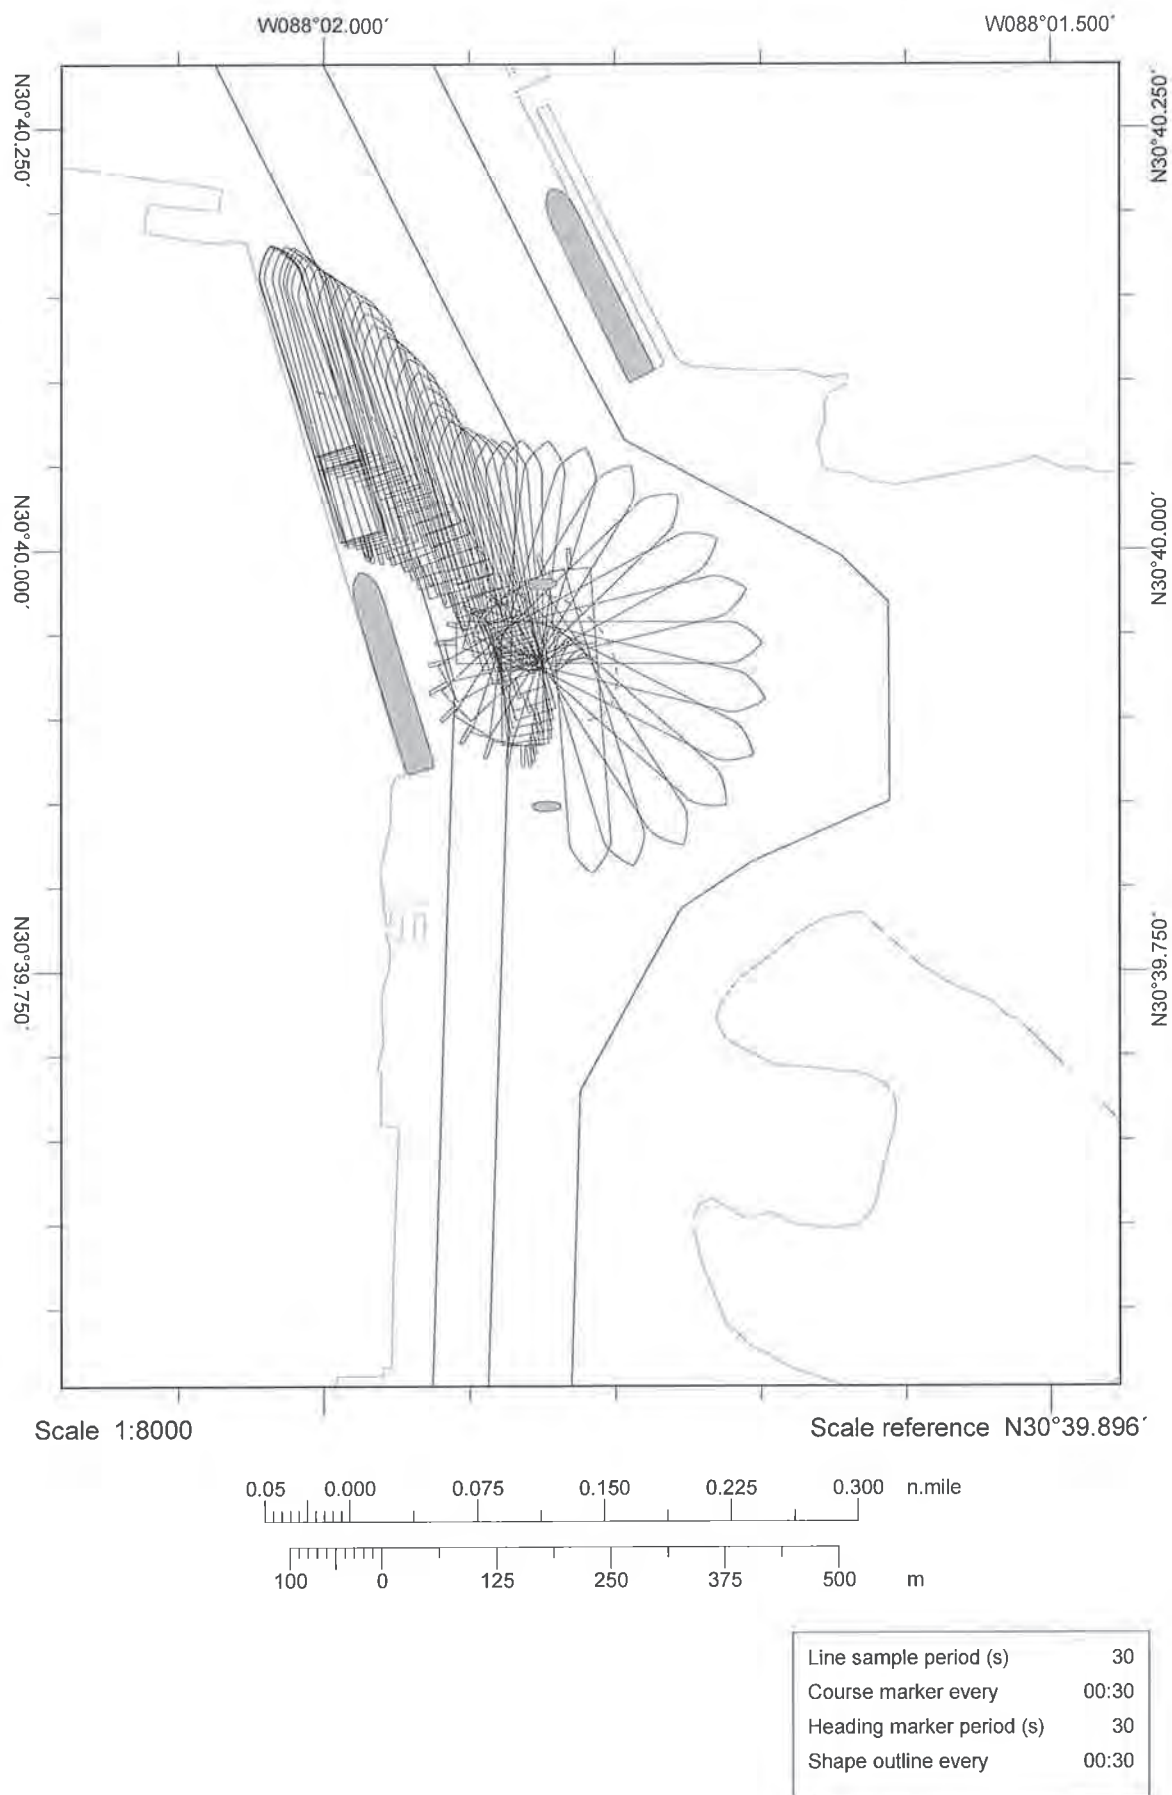 W088°02.000´ W088°01.500´
N30°40.250´ N30°40.250´
N30°40.000´ N30°40.000´
N30°39.750´ N30°39.750´
Scale 1:8000 Scale reference N30°39.896´
0.05 0.000 0.075 0.150 0.225 0.300 n.mile
100 0 125 250 375 500 m
Line sample period (s) 30
Course marker every 00:30
Heading marker period (s) 30
Shape outline every 00:30